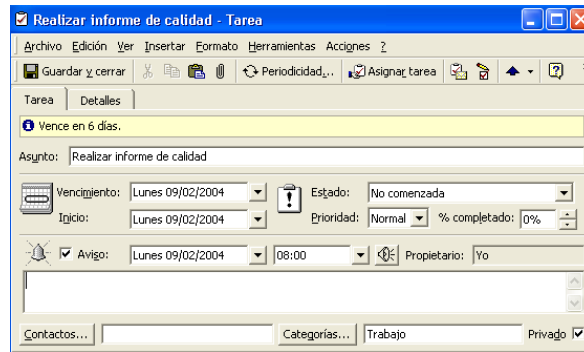 Realizar informe de calidad - Tarea
Archivo Edición Ver Insertar Formato Herramientas Acciones ?
Guardar y cerrar Periodicidad... Asignar tarea
Tarea Detalles
Vence en 6 días.
Asunto: Realizar informe de calidad
Vencimiento: Lunes 09/02/2004 Estado: No comenzada
Inicio: Lunes 09/02/2004 Prioridad: Normal % completado: 0%
Aviso: Lunes 09/02/2004 08:00 Propietario: Yo
Contactos... Categorías... Trabajo Privado